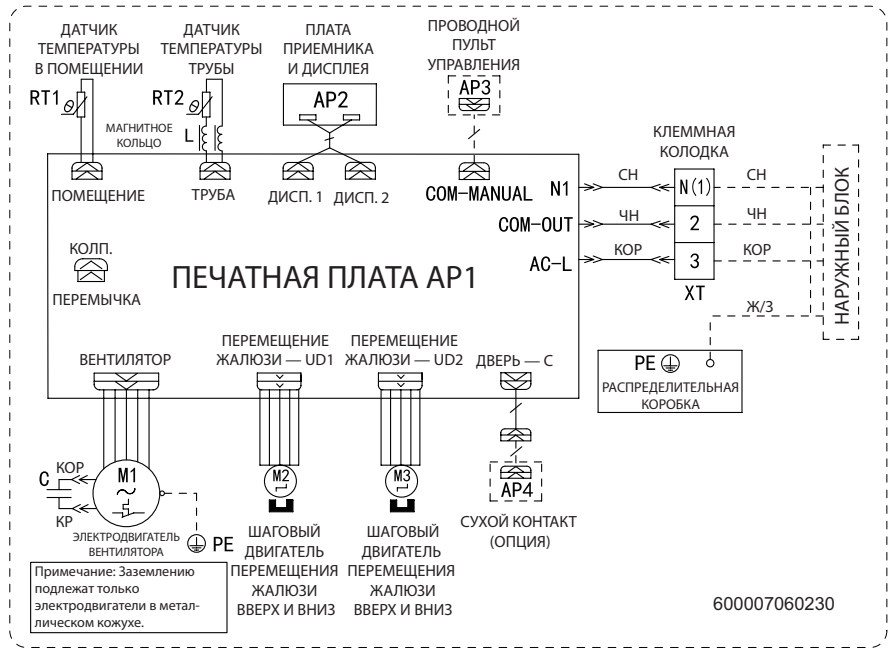 ДАТЧИК
ТЕМПЕРАТУРЫ
В ПОМЕЩЕНИИ
ДАТЧИК
ТЕМПЕРАТУРЫ
ТРУБЫ
ПЛАТА
ПРИЕМНИКА
И ДИСПЛЕЯ
ПРОВОДНОЙ
ПУЛЬТ
УПРАВЛЕНИЯ
RT1
θ
RT2
θ
AP2
AP3
МАГНИТНОЕ
КОЛЬЦО
L
КЛЕММНАЯ
КОЛОДКА
ПОМЕЩЕНИЕ
ТРУБА
ДИСП. 1
ДИСП. 2
COM-MANUAL
N1
СН
N(1)
СН
COM-OUT
ЧН
2
ЧН
AC-L
КОР
3
КОР
XT
НАРУЖНЫЙ БЛОК
КОЛП.
ПЕРЕМЫЧКА
ПЕЧАТНАЯ ПЛАТА AP1
Ж/З
PE
РАСПРЕДЕЛИТЕЛЬНАЯ
КОРОБКА
ВЕНТИЛЯТОР
ПЕРЕМЕЩЕНИЕ
ЖАЛЮЗИ — UD1
ПЕРЕМЕЩЕНИЕ
ЖАЛЮЗИ — UD2
ДВЕРЬ — C
C
КОР
КР
M1
M2
M3
AP4
ЭЛЕКТРОДВИГАТЕЛЬ
ВЕНТИЛЯТОРА
PE
ШАГОВЫЙ
ДВИГАТЕЛЬ
ПЕРЕМЕЩЕНИЯ
ЖАЛЮЗИ
ВВЕРХ И ВНИЗ
ШАГОВЫЙ
ДВИГАТЕЛЬ
ПЕРЕМЕЩЕНИЯ
ЖАЛЮЗИ
ВВЕРХ И ВНИЗ
СУХОЙ КОНТАКТ
(ОПЦИЯ)
Примечание: Заземлению
подлежат только
электродвигатели в метал-
лическом кожухе.
600007060230